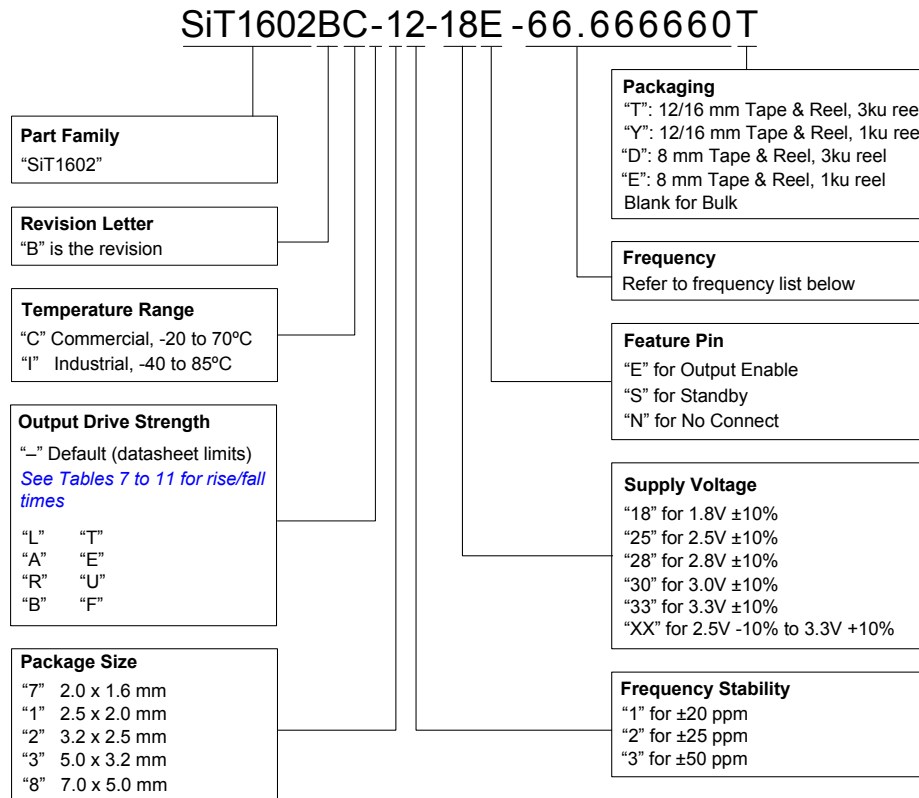 SiT1602BC-12-18E-66.666660T
Part Family
“SiT1602”
Revision Letter
“B” is the revision
Temperature Range
“C” Commercial, -20 to 70ºC
“I” Industrial, -40 to 85ºC
Output Drive Strength
“–” Default (datasheet limits)
See Tables 7 to 11 for rise/fall
times
“L” “T”
“A” “E”
“R” “U”
“B” “F”
Package Size
“7” 2.0 x 1.6 mm
“1” 2.5 x 2.0 mm
“2” 3.2 x 2.5 mm
“3” 5.0 x 3.2 mm
“8” 7.0 x 5.0 mm
Packaging
“T”: 12/16 mm Tape & Reel, 3ku ree
“Y”: 12/16 mm Tape & Reel, 1ku ree
“D”: 8 mm Tape & Reel, 3ku reel
“E”: 8 mm Tape & Reel, 1ku reel
Blank for Bulk
Frequency
Refer to frequency list below
Feature Pin
“E” for Output Enable
“S” for Standby
“N” for No Connect
Supply Voltage
“18” for 1.8V ±10%
“25” for 2.5V ±10%
“28” for 2.8V ±10%
“30” for 3.0V ±10%
“33” for 3.3V ±10%
“XX” for 2.5V -10% to 3.3V +10%
Frequency Stability
“1” for ±20 ppm
“2” for ±25 ppm
“3” for ±50 ppm